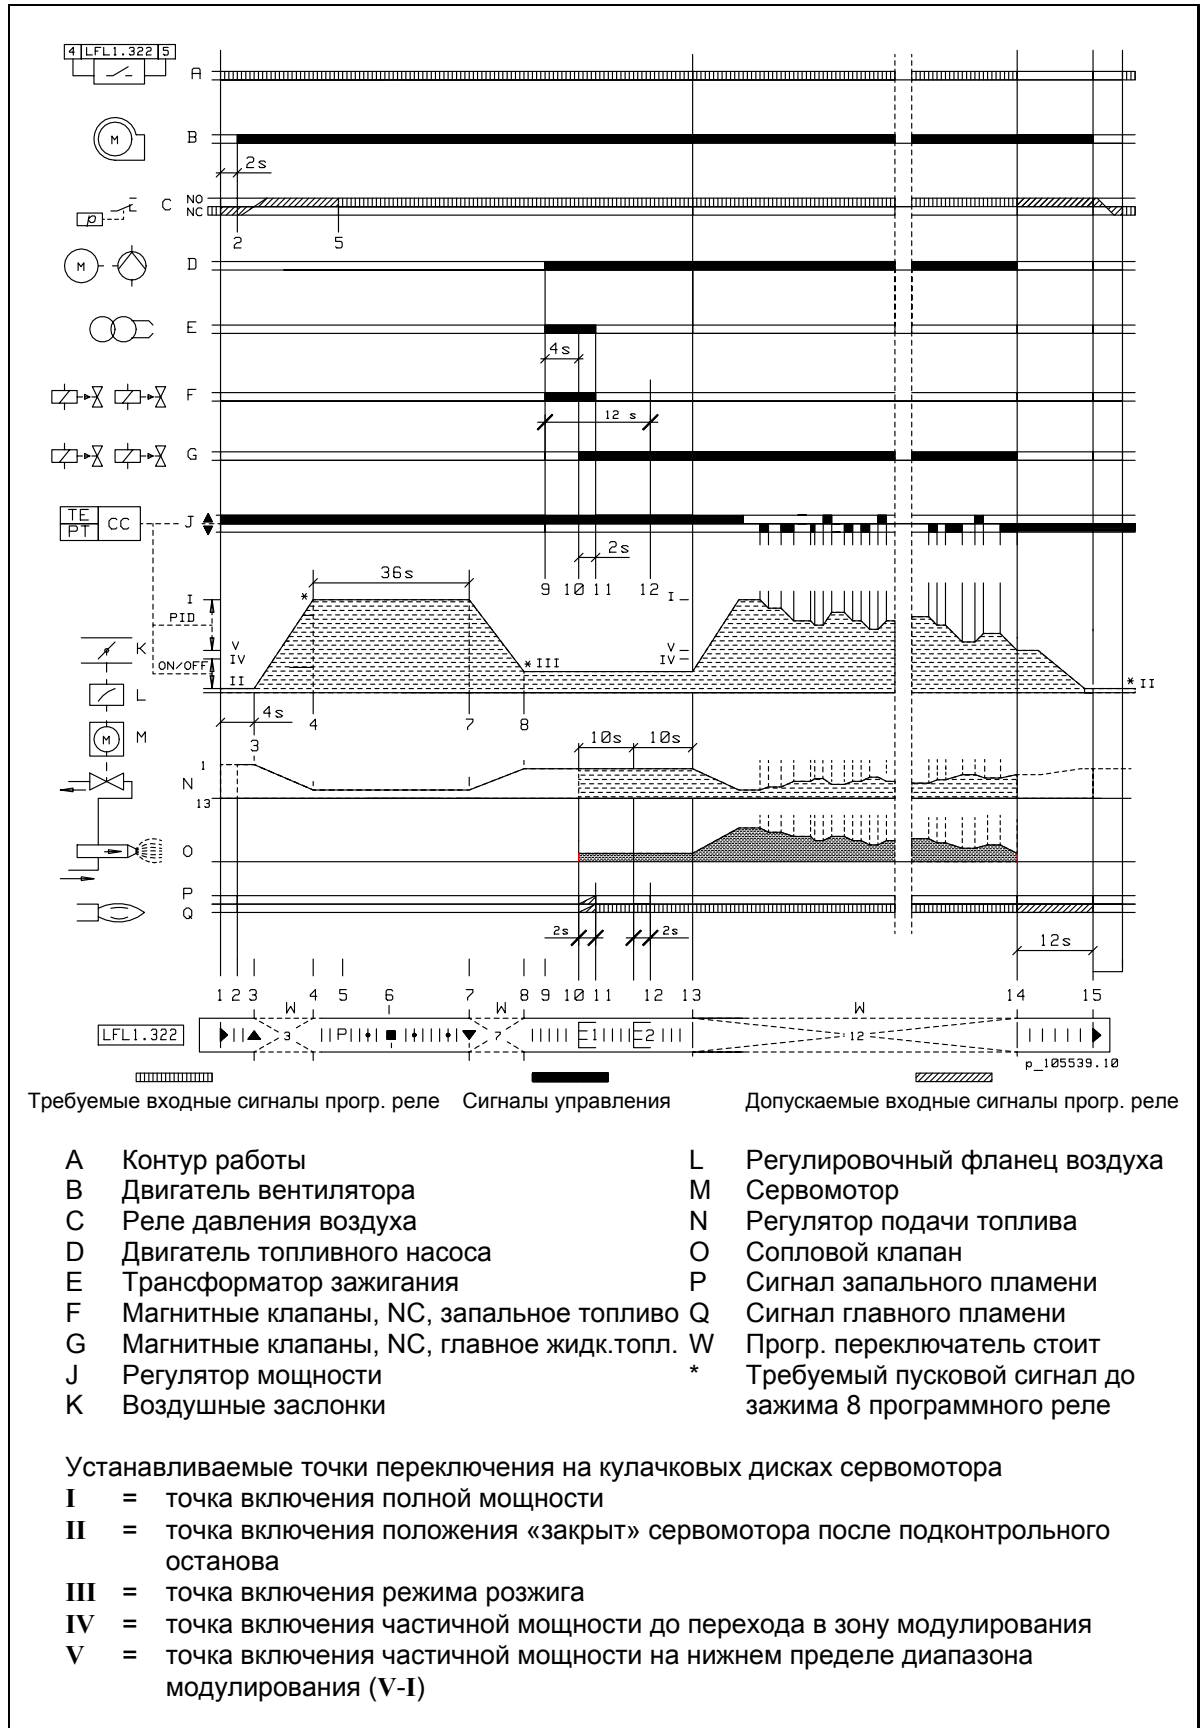 4 LFL1.322 5
A
M
B
2s
p
C
NO
NC
2 5
M
D
E
4s
F
12 s
G
TE
PT
CC
J
2s
36s
9 10 11 12
I
*
I
PID
K
V
IV
V
IV
ON/OFF
* III
II
* II
L
4s
4 7 8
3
M
M
10s 10s
1
N
13
O
P
Q
2s 2s
12s
1 2 3 4 5 6 7 8 9 10 11 12 13 14 15
W W W
LFL1.322
3 P 7 E1 E2 12
p_105539.10
Требуемые входные сигналы прогр. реле Сигналы управления Допускаемые входные сигналы прогр. реле
A Контур работы
B Двигатель вентилятора
C Реле давления воздуха
D Двигатель топливного насоса
E Трансформатор зажигания
F Магнитные клапаны, NC, запальное топливо
G Магнитные клапаны, NC, главное жидк.топл.
J Регулятор мощности
K Воздушные заслонки
L Регулировочный фланец воздуха
M Сервомотор
N Регулятор подачи топлива
O Сопловой клапан
P Сигнал запального пламени
Q Сигнал главного пламени
W Прогр. переключатель стоит
* Требуемый пусковой сигнал до
зажима 8 программного реле
Устанавливаемые точки переключения на кулачковых дисках сервомотора
I = точка включения полной мощности
II = точка включения положения «закрыт» сервомотора после подконтрольного
останова
III = точка включения режима розжига
IV = точка включения частичной мощности до перехода в зону модулирования
V = точка включения частичной мощности на нижнем пределе диапазона
модулирования (V-I)